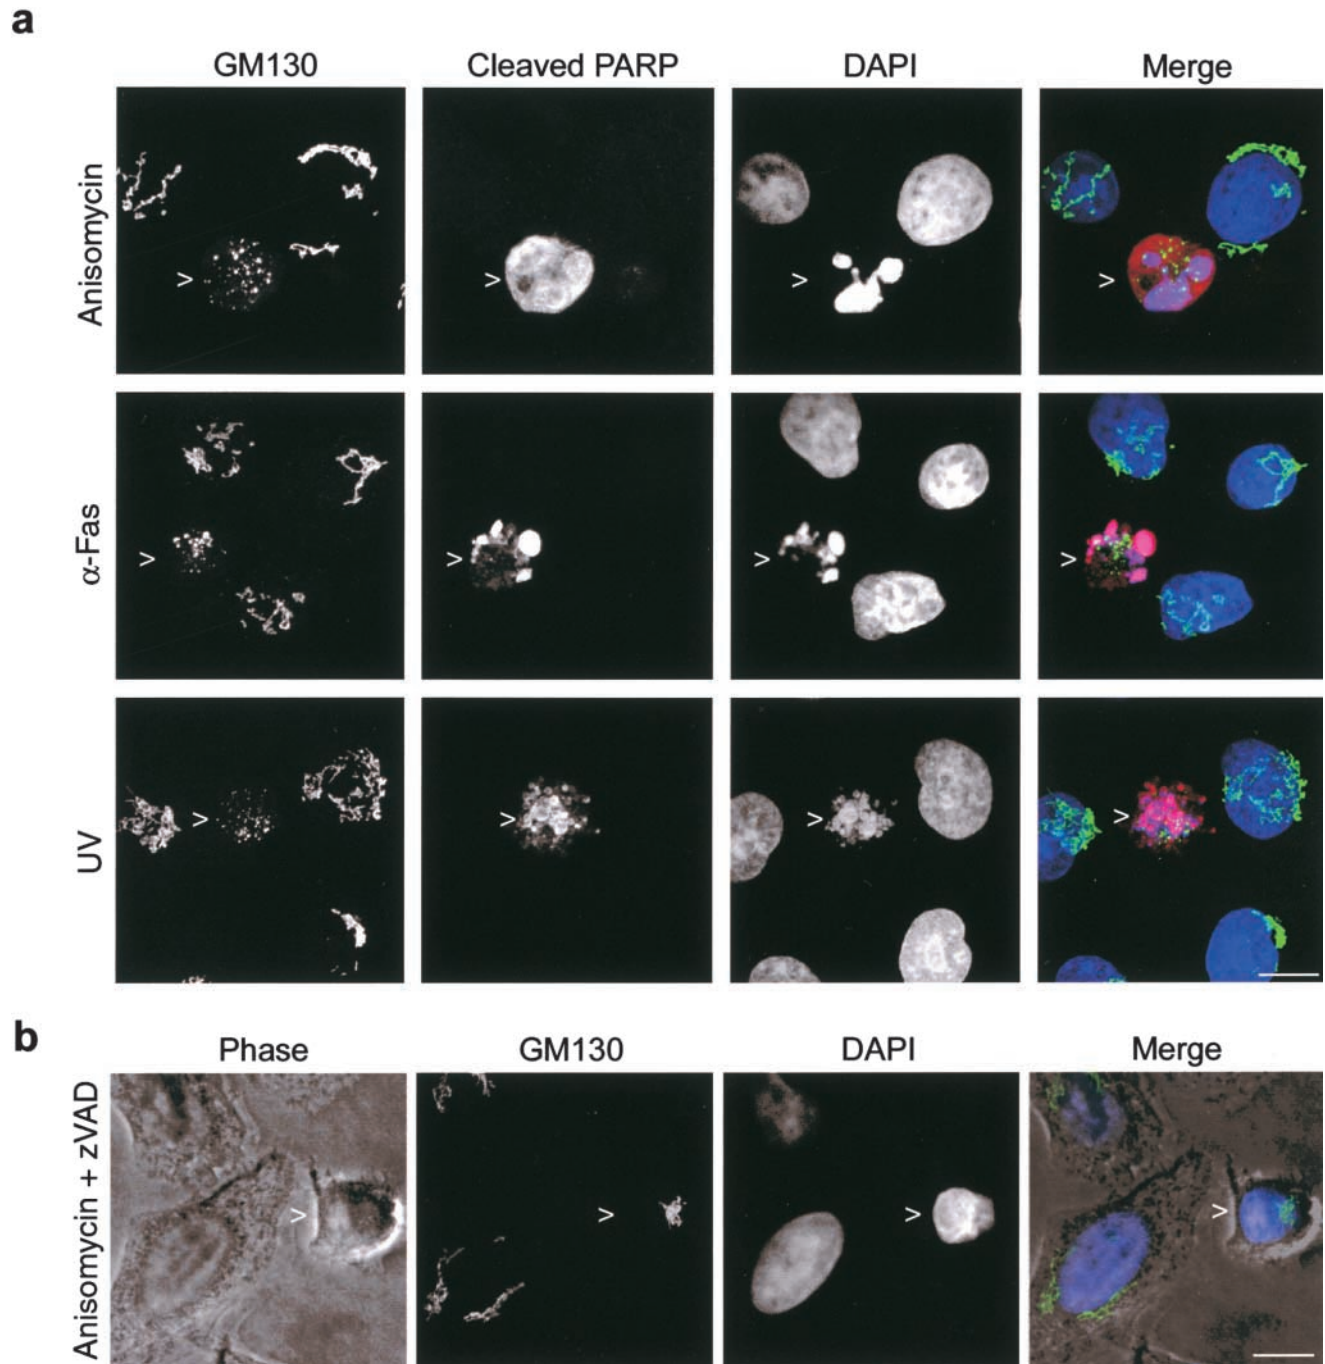 a
GM130 Cleaved PARP DAPI Merge
Anisomycin
> > > >
α-Fas
> > > >
UV
> > > >
b
Phase GM130 DAPI Merge
Anisomycin + zVAD
> > > >